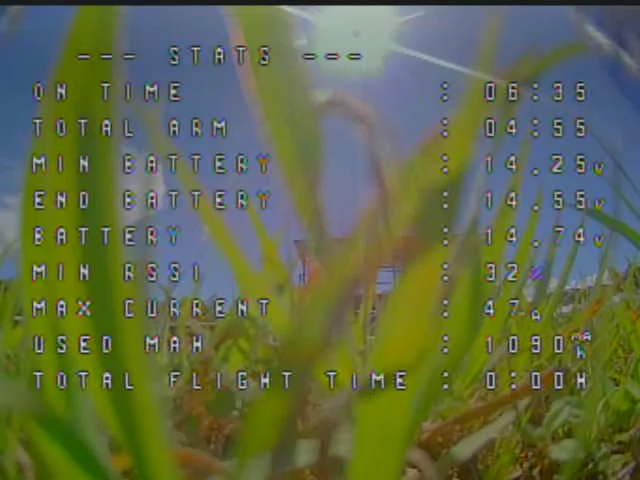 --- STATS ---
ON TIME : 06:35
TOTAL ARM : 04:55
MIN BATTERY : 14.25V
END BATTERY : 14.55V
BATTERY : 14.74V
MIN RSSI : 32%
MAX CURRENT : 47A
USED MAH : 1090mAh
TOTAL FLIGHT TIME : 0:00H